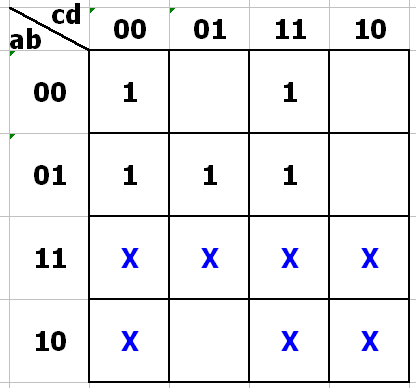 cd
ab
00 01 11 10
00 1 1
01 1 1 1
11 X X X X
10 X X X